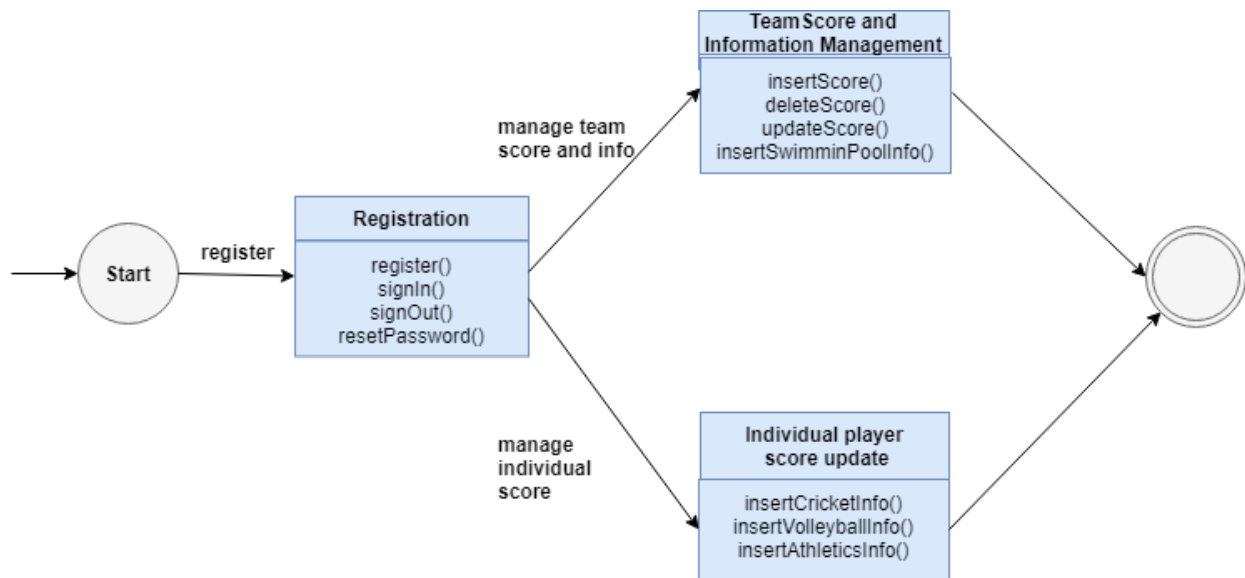 Start
register
Registration
register()
signIn()
signOut()
resetPassword()
manage team
score and info
TeamScore and
Information Management
insertScore()
deleteScore()
updateScore()
insertSwimminPoolInfo()
manage
individual
score
Individual player
score update
insertCricketInfo()
insertVolleyballInfo()
insertAthleticsInfo()